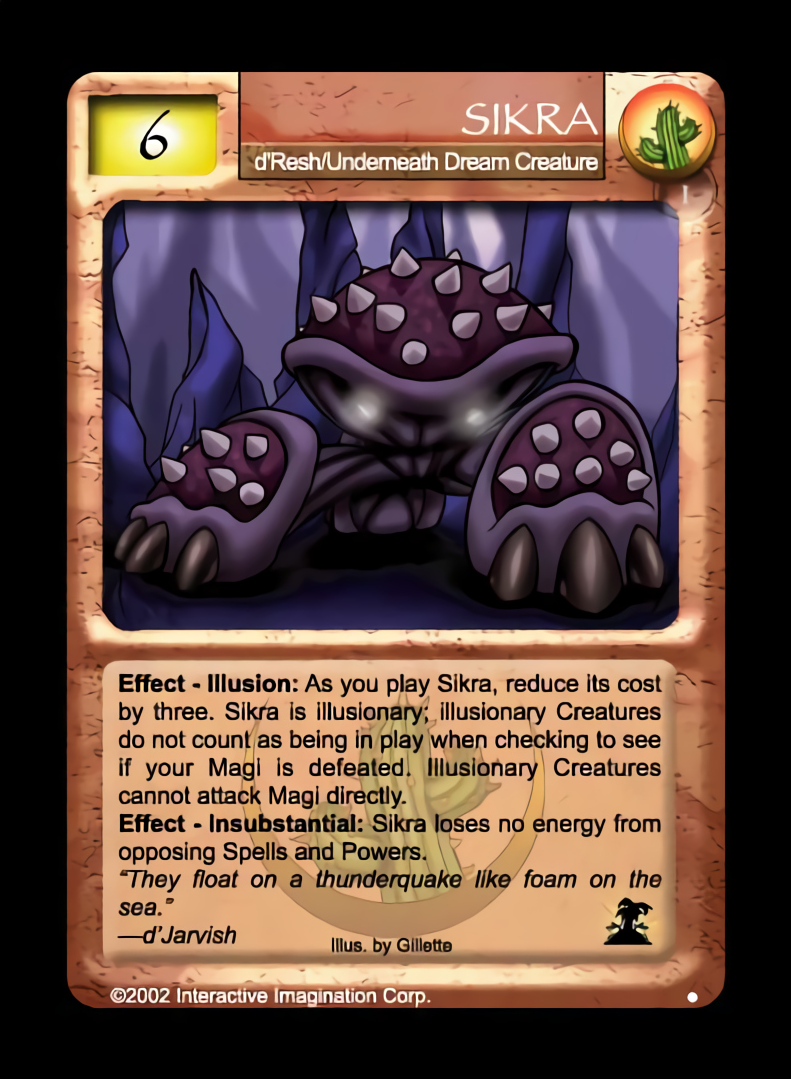 6
SIKRA
d'Resh/Underneath Dream Creature
I
Effect - Illusion: As you play Sikra, reduce its cost
by three. Sikra is illusionary; illusionary Creatures
do not count as being in play when checking to see
if your Magi is defeated. Illusionary Creatures
cannot attack Magi directly.
Effect - Insubstantial: Sikra loses no energy from
opposing Spells and Powers.
"They float on a thunderquake like foam on the
sea."
—d'Jarvish
Illus. by Gillette
©2002 Interactive Imagination Corp.